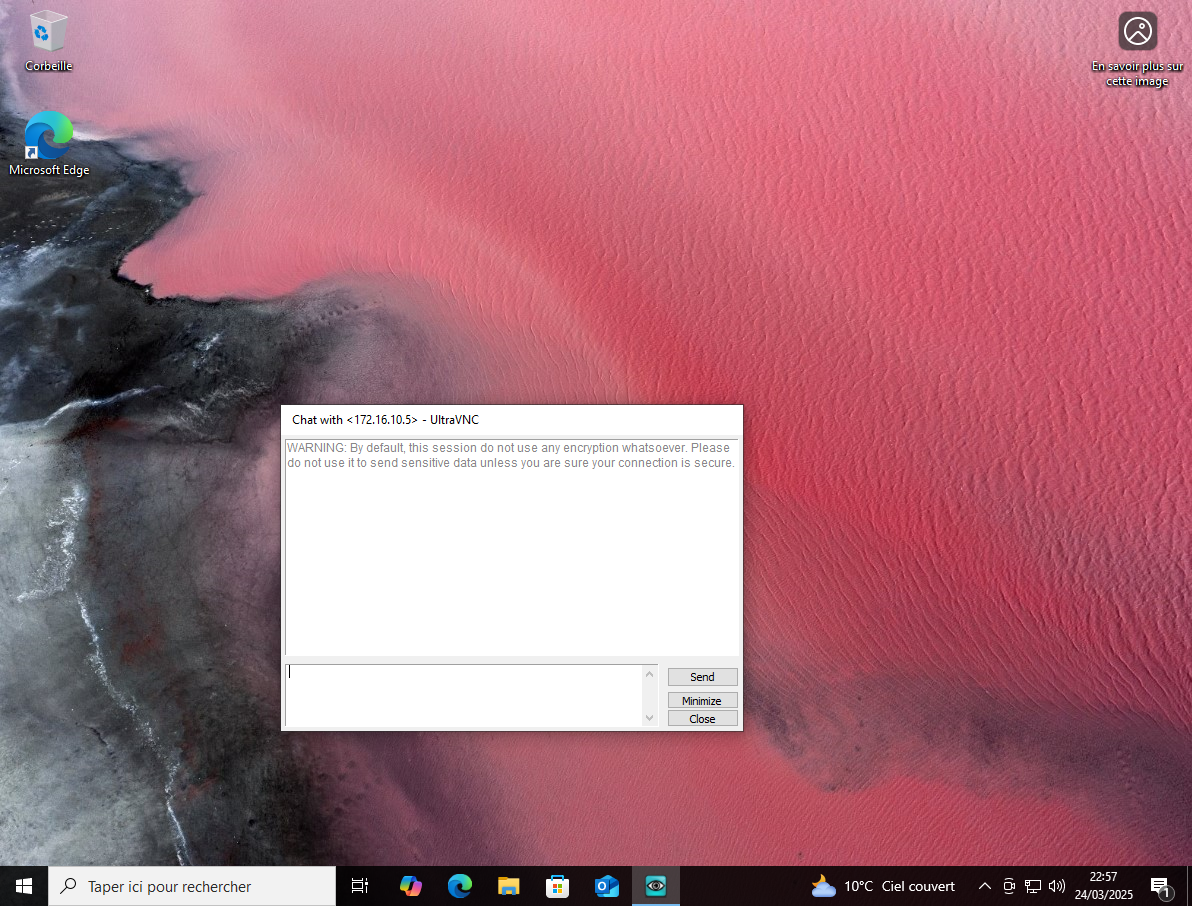 Corbeille
En savoir plus sur
cette image
Microsoft Edge
Chat with <172.16.10.5> - UltraVNC
WARNING: By default, this session do not use any encryption whatsoever. Please
do not use it to send sensitive data unless you are sure your connection is secure.
Send
Minimize
Close
Taper ici pour rechercher
10°C Ciel couvert
22:57
24/03/2025
1